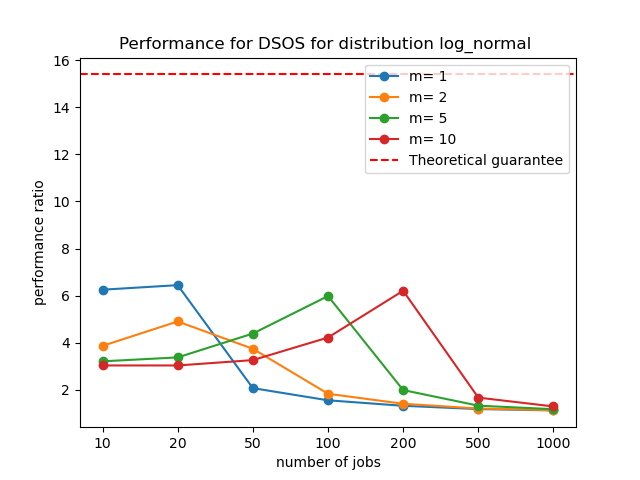 Performance for DSOS for distribution log_normal
16
14
12
10
8
6
4
2
performance ratio
m= 1
m= 2
m= 5
m= 10
Theoretical guarantee
10 20 50 100 200 500 1000
number of jobs